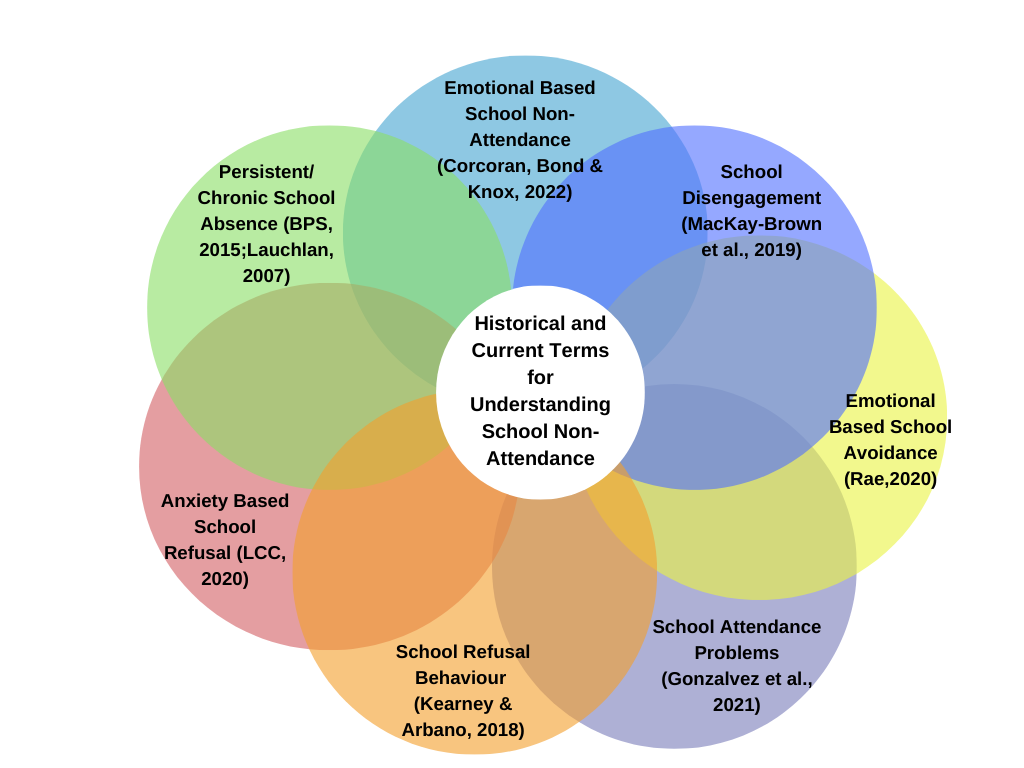 Emotional Based
School Non-
Attendance
(Corcoran, Bond &
Knox, 2022)
Persistent/
Chronic School
Absence (BPS,
2015;Lauchlan,
2007)
School
Disengagement
(MacKay-Brown
et al., 2019)
Historical and
Current Terms
for
Understanding
School Non-
Attendance
Emotional
Based School
Avoidance
(Rae,2020)
Anxiety Based
School
Refusal (LCC,
2020)
School Refusal
Behaviour
(Kearney &
Arbano, 2018)
School Attendance
Problems
(Gonzalvez et al.,
2021)